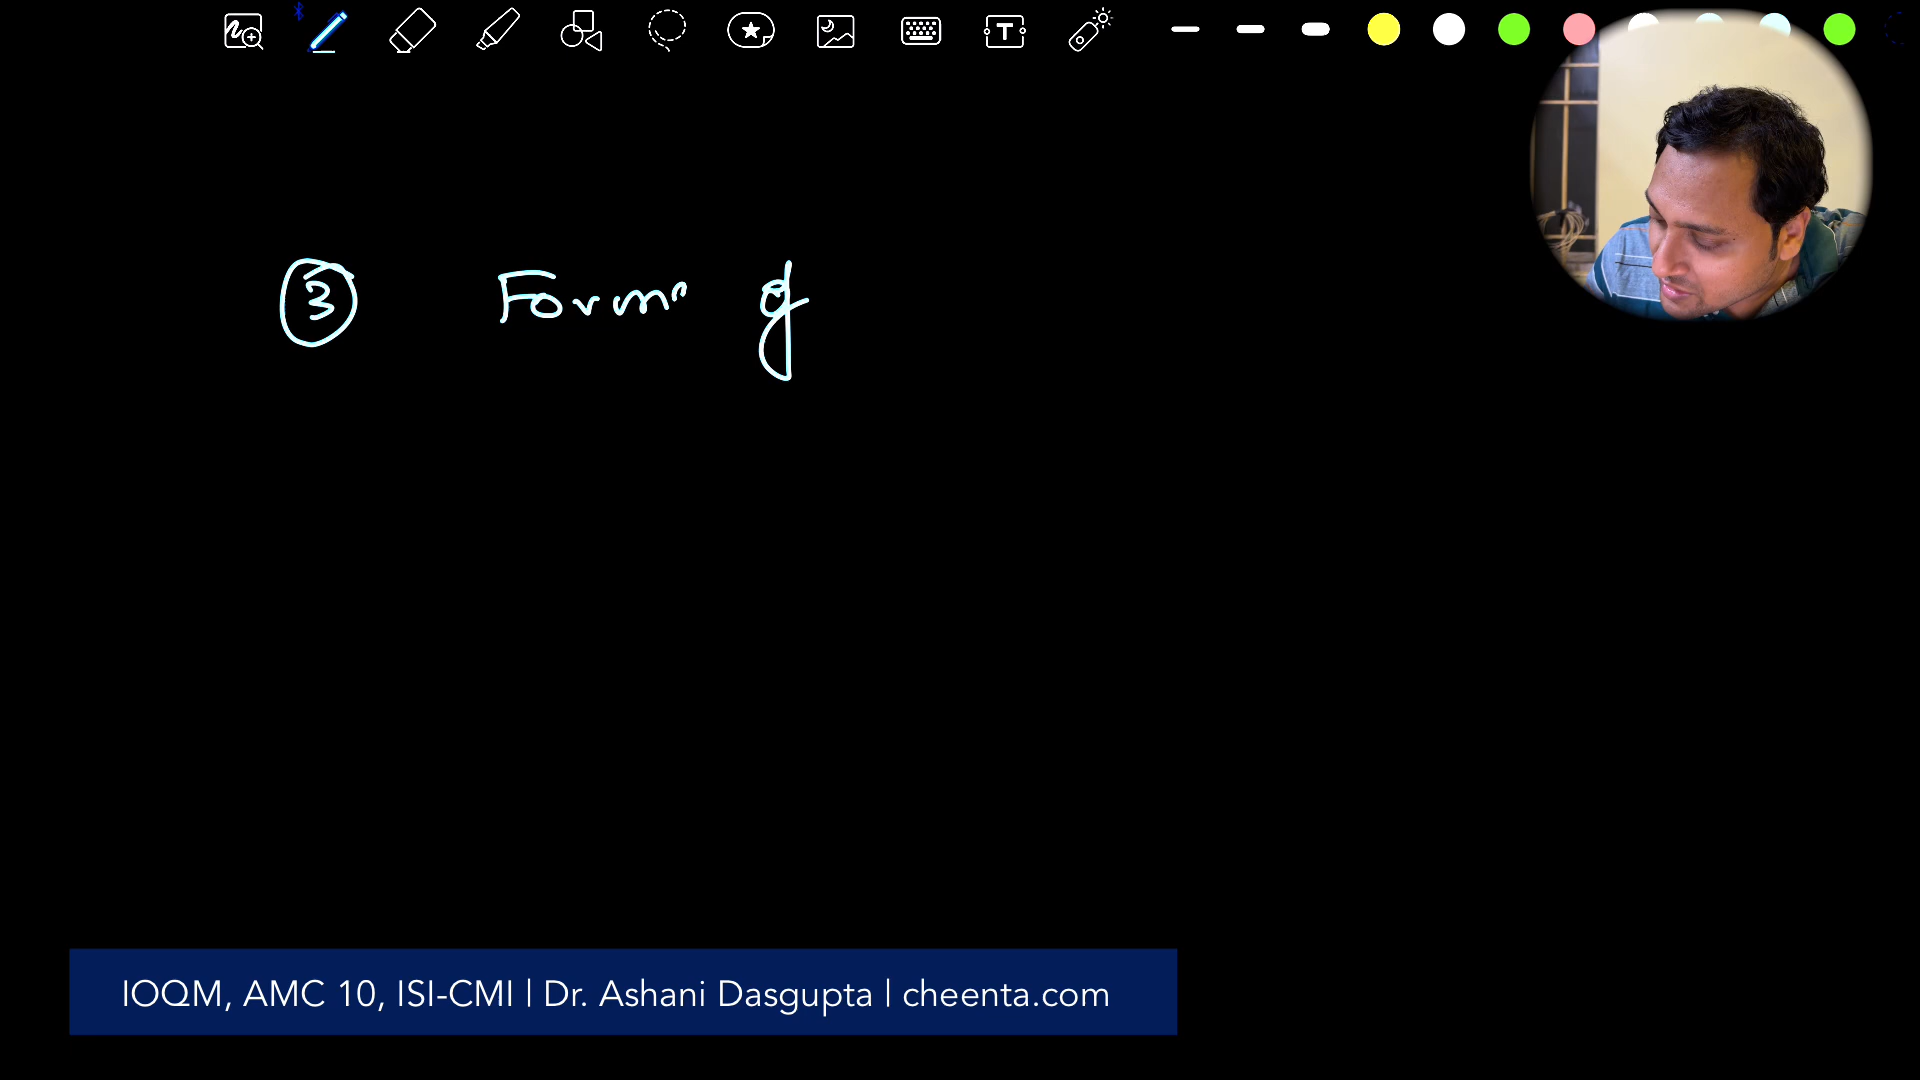 ③ Form of
IOQM, AMC 10, ISI-CMI | Dr. Ashani Dasgupta | cheenta.com